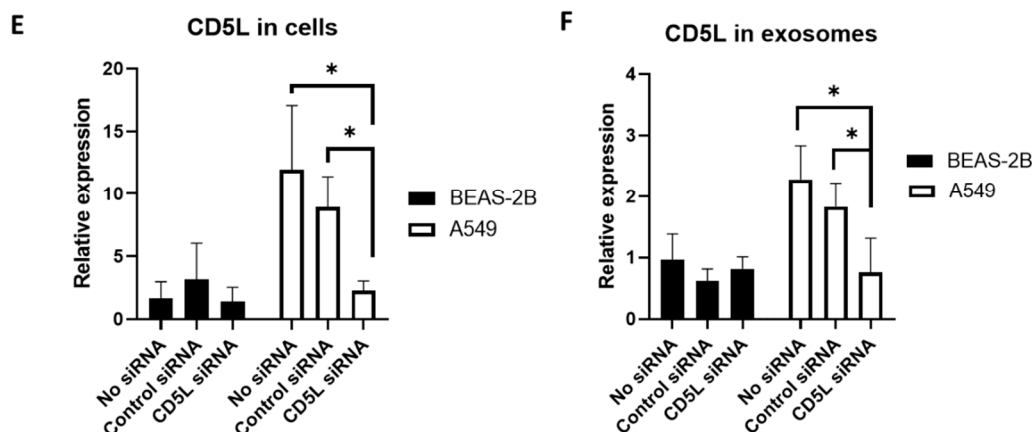 E
CD5L in cells
Relative expression
20
15
10
5
0
*
*
No siRNA
Control siRNA
CD5L siRNA
No siRNA
Control siRNA
CD5L siRNA
BEAS-2B
A549
F
CD5L in exosomes
Relative expression
4
3
2
1
0
*
*
No siRNA
Control siRNA
CD5L siRNA
No siRNA
Control siRNA
CD5L siRNA
BEAS-2B
A549